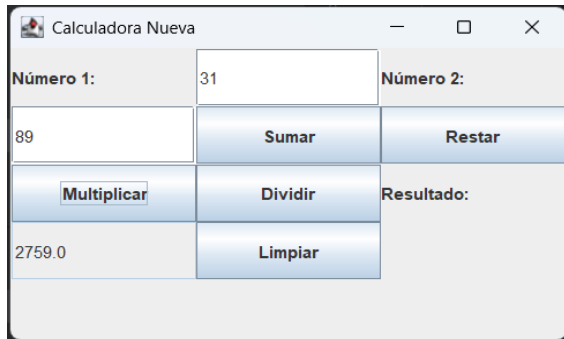 Calculadora Nueva
Número 1: 31 Número 2:
89 Sumar Restar
Multiplicar Dividir Resultado:
2759.0 Limpiar